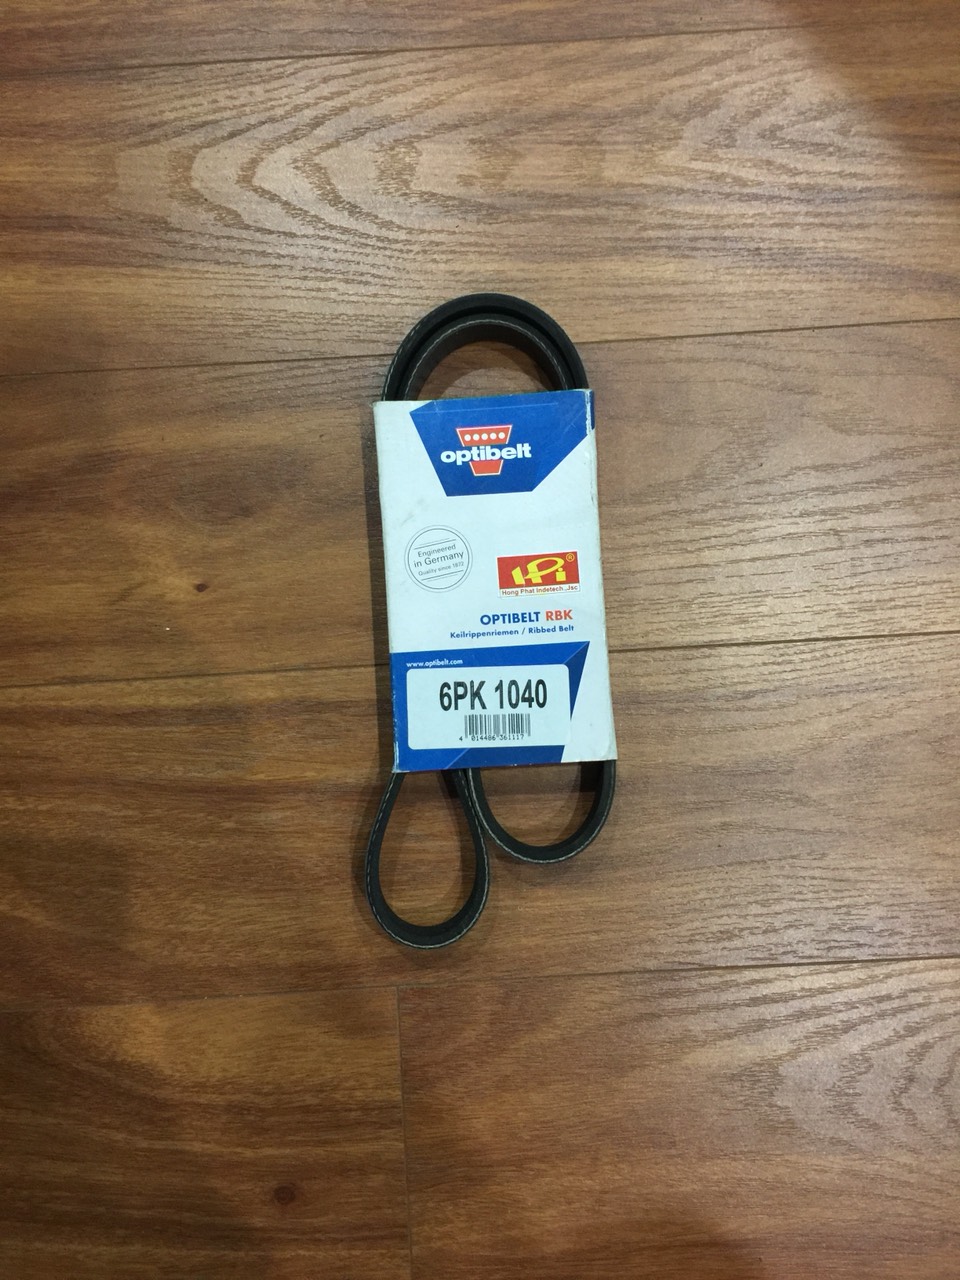 optibelt
Engineered
in Germany
Quality since 1872
HPi®
Hong Phat Indetech.,Jsc
OPTIBELT RBK
Keilrippenriemen / Ribbed Belt
www.optibelt.com
6PK 1040
4 014486 361117